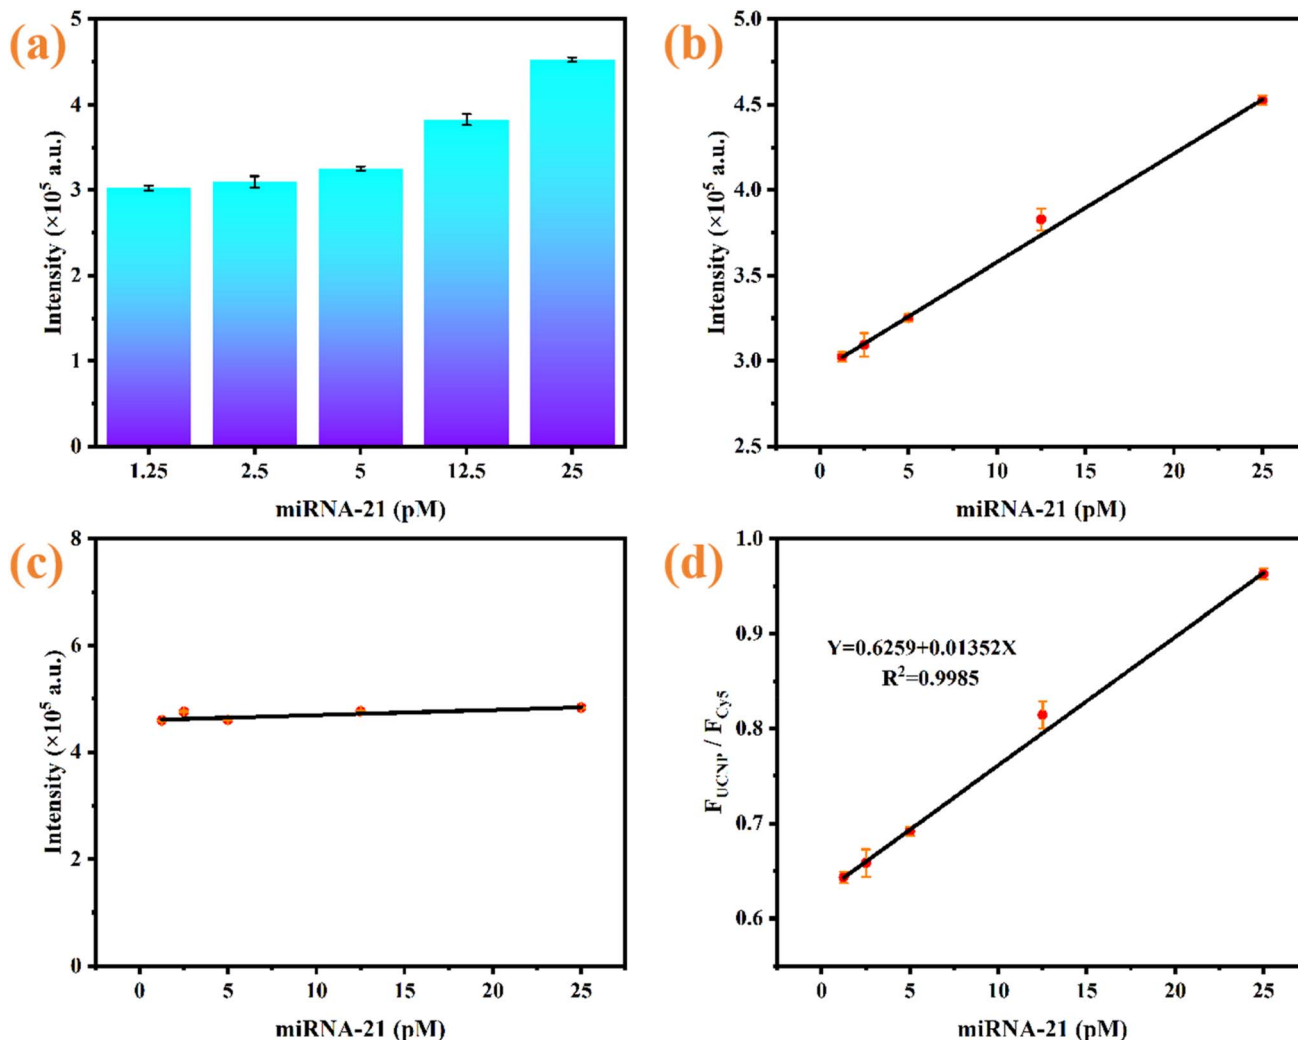 (a)
5
4
3
2
1
0
Intensity (×10⁵ a.u.)
1.25 2.5 5 12.5 25
miRNA-21 (pM)
(b)
5.0
4.5
4.0
3.5
3.0
2.5
Intensity (×10⁵ a.u.)
0 5 10 15 20 25
miRNA-21 (pM)
(c)
8
6
4
2
0
Intensity (×10⁵ a.u.)
0 5 10 15 20 25
miRNA-21 (pM)
(d)
1.0
0.9
0.8
0.7
0.6
F_UCNP / F_Cy5
Y=0.6259+0.01352X
R²=0.9985
0 5 10 15 20 25
miRNA-21 (pM)